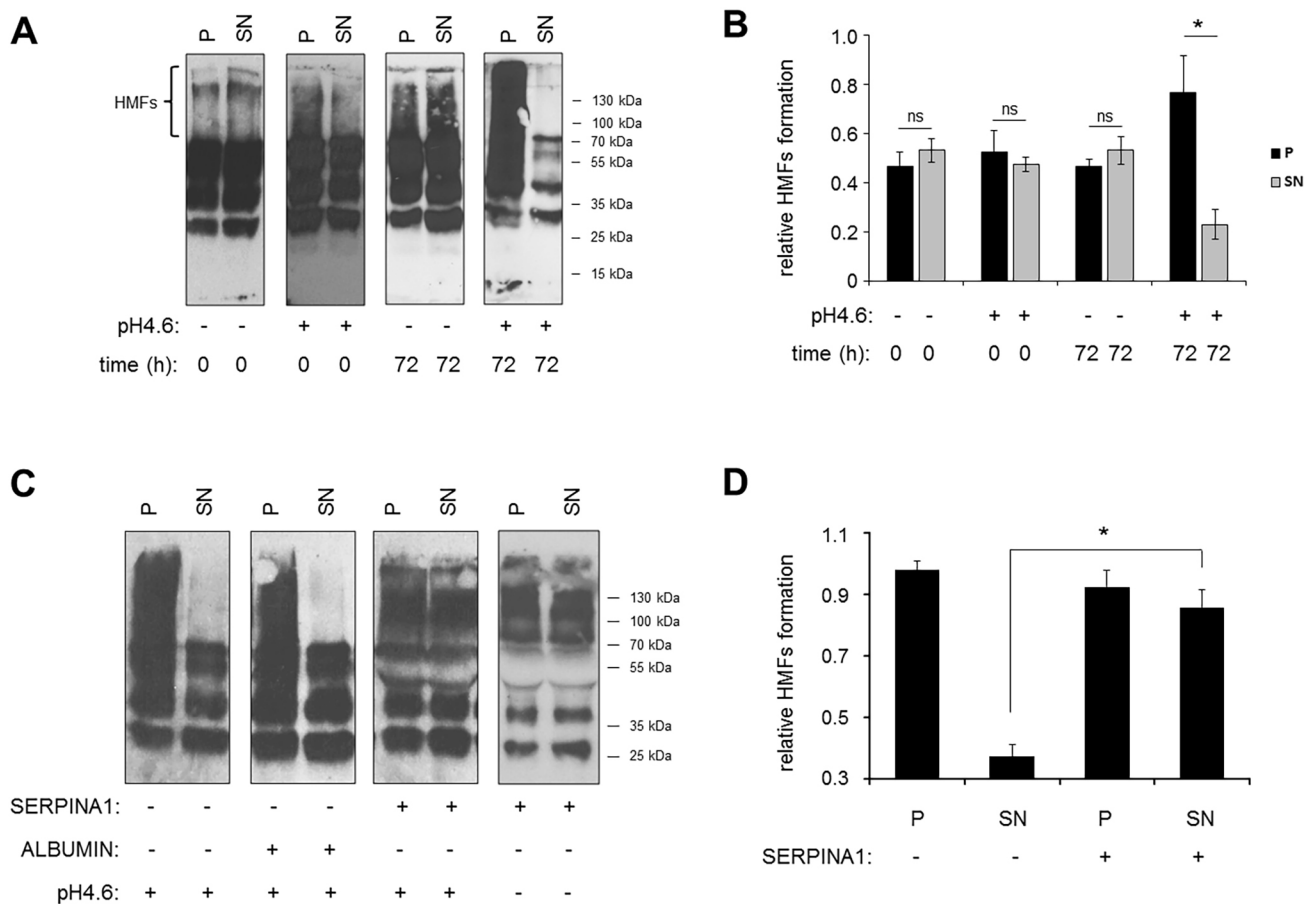 A
P SN P SN P SN P SN
HMFs
130 kDa
100 kDa
70 kDa
55 kDa
35 kDa
25 kDa
15 kDa
pH4.6: - - + + - - + +
time (h): 0 0 0 0 72 72 72 72
B
relative HMFs formation
1.0
0.8
0.6
0.4
0.2
0
ns ns ns *
P
SN
pH4.6: - - + + - - + +
time (h): 0 0 0 0 72 72 72 72
C
P SN P SN P SN P SN
130 kDa
100 kDa
70 kDa
55 kDa
35 kDa
25 kDa
SERPINA1: - - - - + + + +
ALBUMIN: - - + + - - - -
pH4.6: + + + + + + - -
D
relative HMFs formation
1.1
0.9
0.7
0.5
0.3
*
P SN P SN
SERPINA1: - - + +